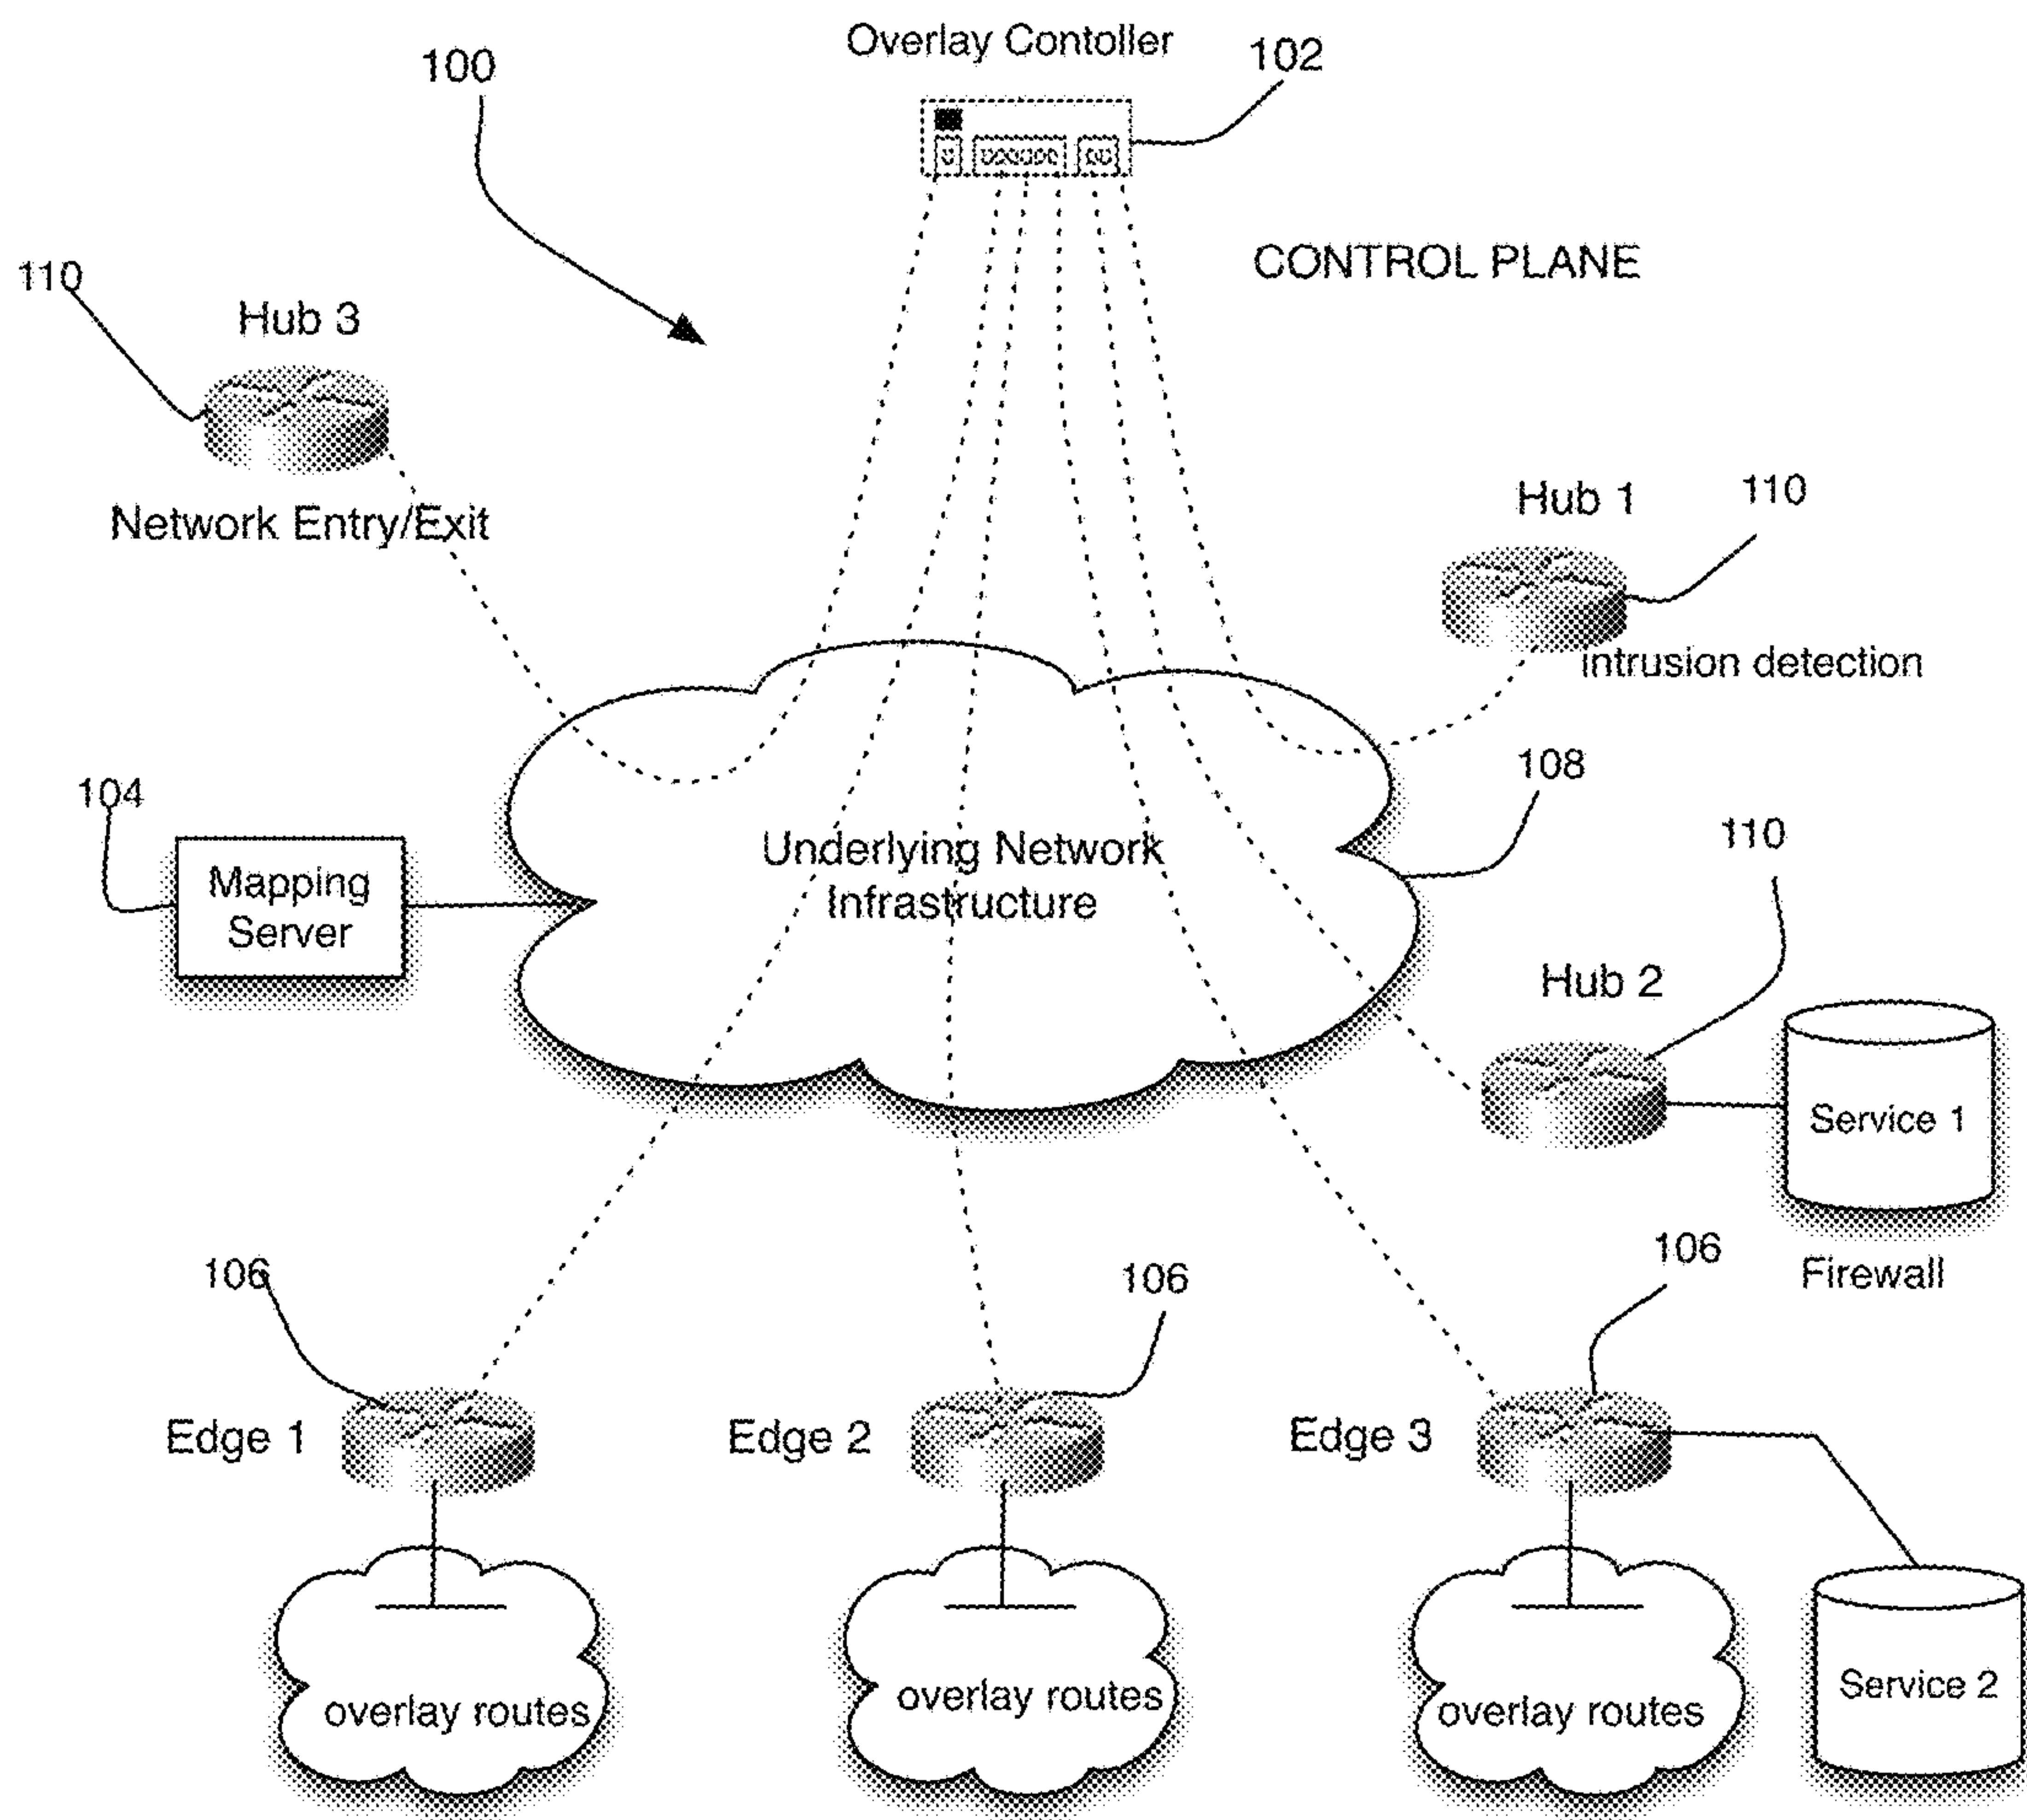 Overlay Contoller
102
100
CONTROL PLANE
110
Hub 3
Network Entry/Exit
Hub 1
110
intrusion detection
108
104
Mapping
Server
Underlying Network
Infrastructure
110
Hub 2
Service 1
Firewall
106
106
106
Edge 1
Edge 2
Edge 3
overlay routes
overlay routes
overlay routes
Service 2